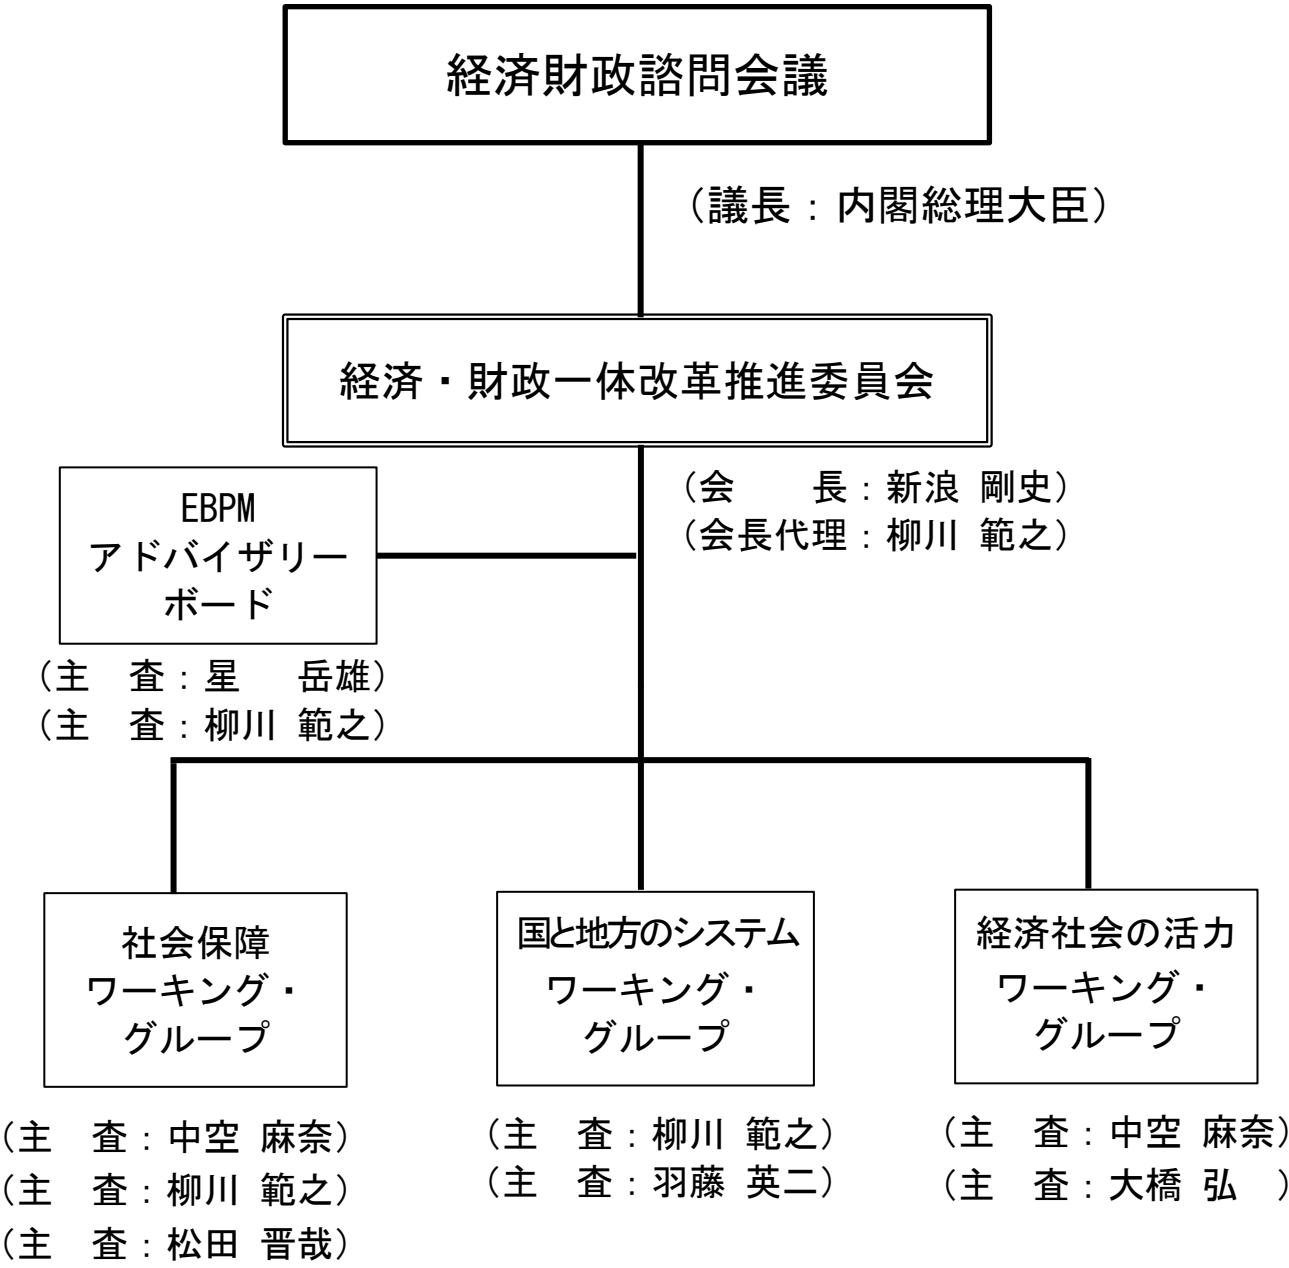 経済財政諮問会議
（議長：内閣総理大臣）
経済・財政一体改革推進委員会
（会　　長：新浪 剛史）
（会長代理：柳川 範之）
EBPM
アドバイザリー
ボード
（主　査：星　岳雄）
（主　査：柳川 範之）
社会保障
ワーキング・
グループ
（主　査：中空 麻奈）
（主　査：柳川 範之）
（主　査：松田 晋哉）
国と地方のシステム
ワーキング・
グループ
（主　査：柳川 範之）
（主　査：羽藤 英二）
経済社会の活力
ワーキング・
グループ
（主　査：中空 麻奈）
（主　査：大橋 弘　）